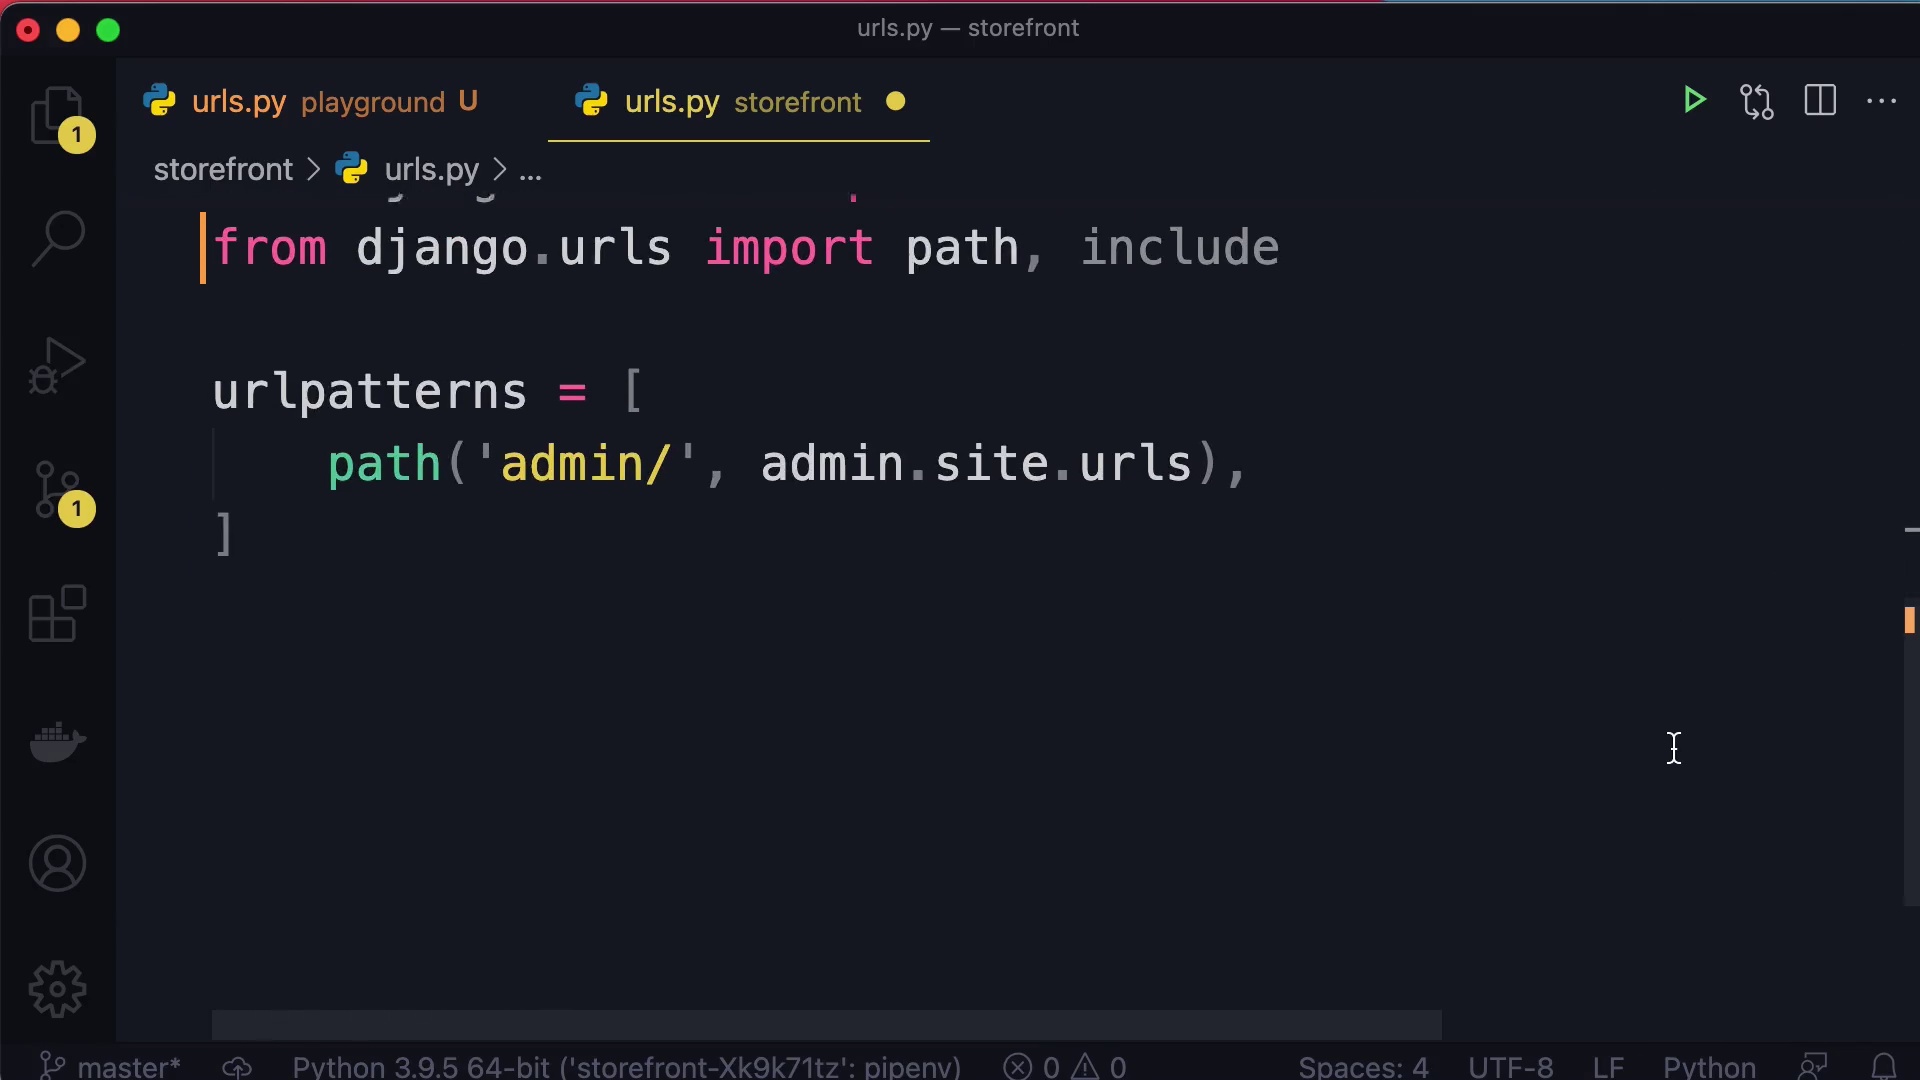 urls.py — storefront
urls.py playground U
urls.py storefront
1
storefront > urls.py > ...
from django.urls import path, include
urlpatterns = [
    path('admin/', admin.site.urls),
]
1
master*
Python 3.9.5 64-bit ('storefront-Xk9k71tz': pipenv)
0
0
Spaces: 4
UTF-8
LF
Python